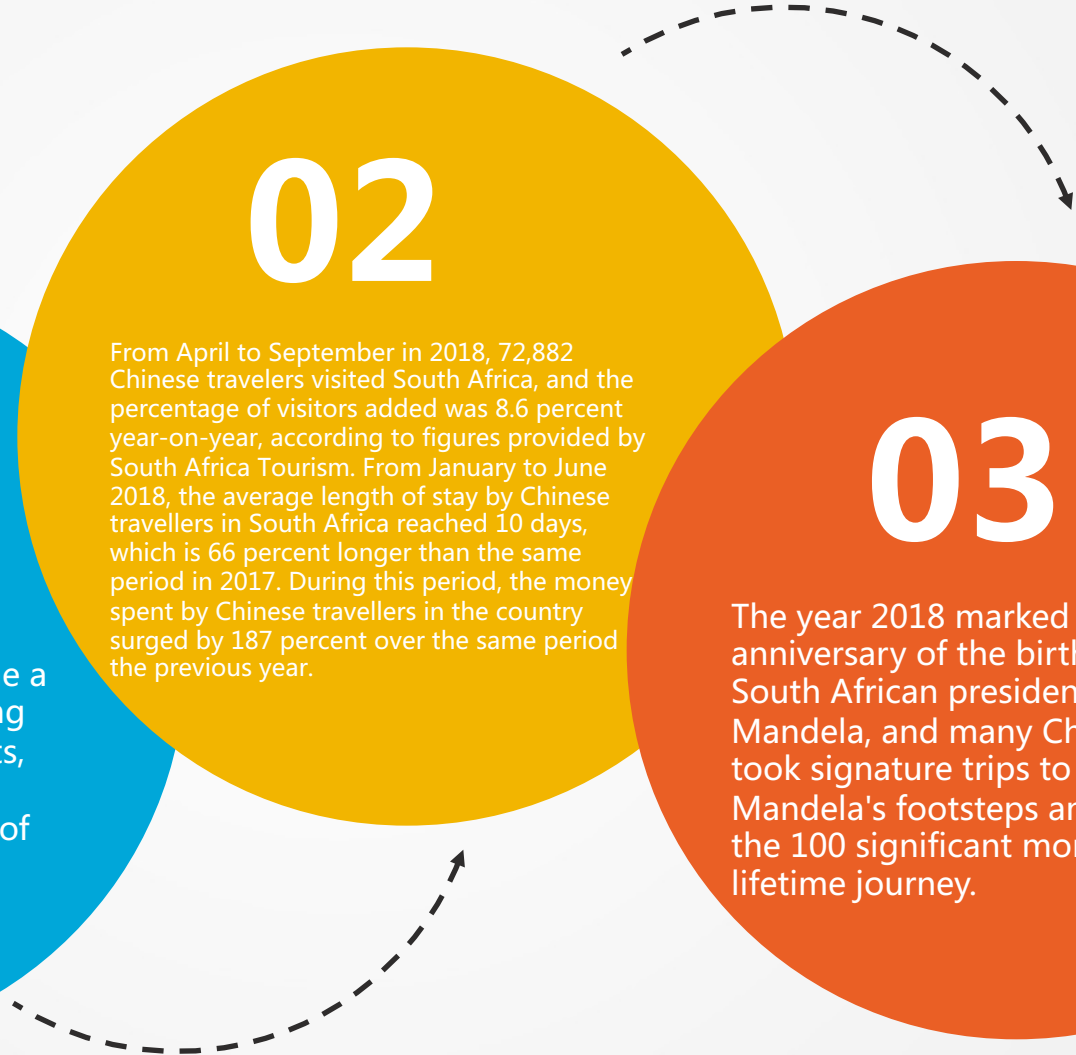 e a
ng
s,
of
02
From April to September in 2018, 72,882
Chinese travelers visited South Africa, and the
percentage of visitors added was 8.6 percent
year-on-year, according to figures provided by
South Africa Tourism. From January to June
2018, the average length of stay by Chinese
travellers in South Africa reached 10 days,
which is 66 percent longer than the same
period in 2017. During this period, the money
spent by Chinese travellers in the country
surged by 187 percent over the same period
the previous year.
03
The year 2018 marked
anniversary of the birth
South African presiden
Mandela, and many Ch
took signature trips to
Mandela's footsteps an
the 100 significant mo
lifetime journey.